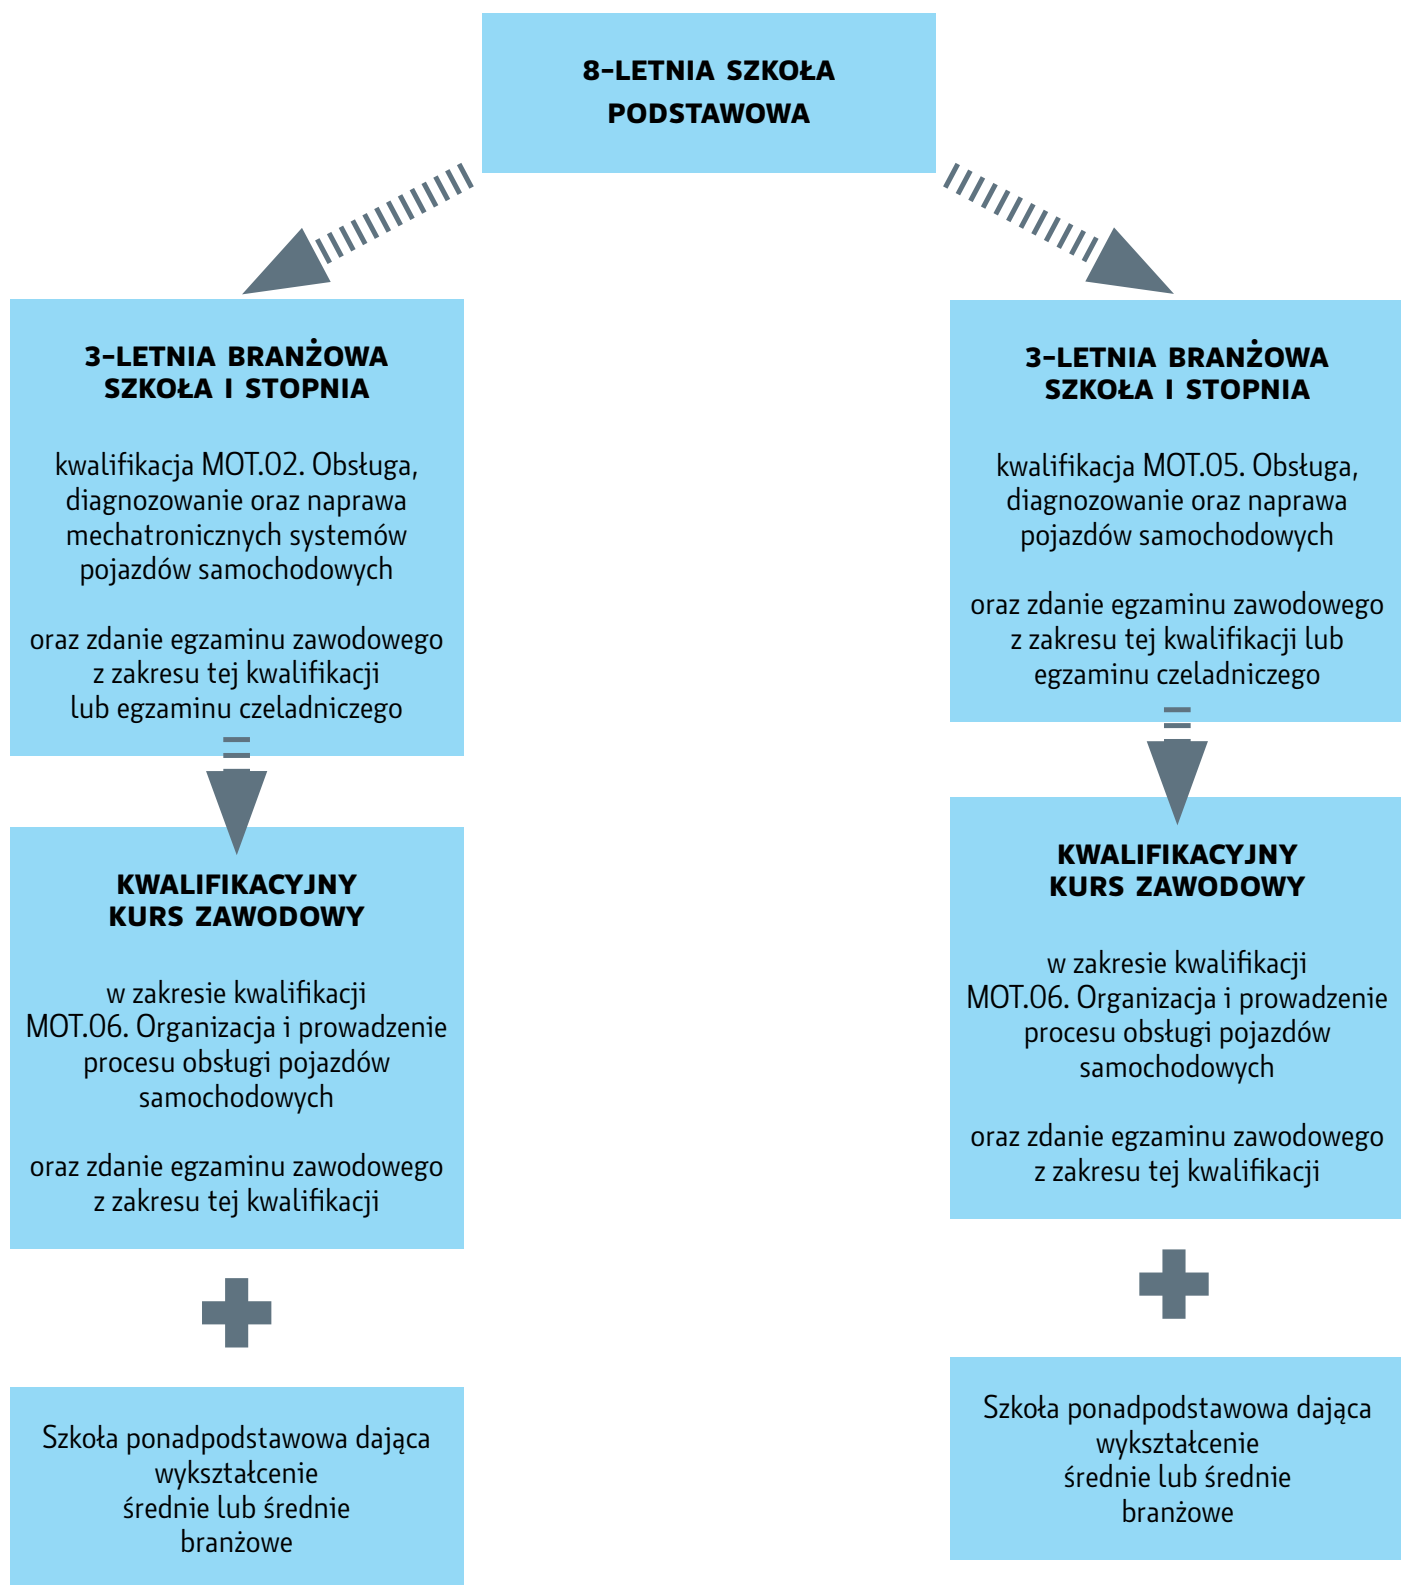 8-LETNIA SZKOŁA
PODSTAWOWA
3-LETNIA BRANŻOWA
SZKOŁA I STOPNIA
kwalifikacja MOT.02. Obsługa,
diagnozowanie oraz naprawa
mechatronicznych systemów
pojazdów samochodowych
oraz zdanie egzaminu zawodowego
z zakresu tej kwalifikacji
lub egzaminu czeladniczego
KWALIFIKACYJNY
KURS ZAWODOWY
w zakresie kwalifikacji
MOT.06. Organizacja i prowadzenie
procesu obsługi pojazdów
samochodowych
oraz zdanie egzaminu zawodowego
z zakresu tej kwalifikacji
Szkoła ponadpodstawowa dająca
wykształcenie
średnie lub średnie
branżowe
3-LETNIA BRANŻOWA
SZKOŁA I STOPNIA
kwalifikacja MOT.05. Obsługa,
diagnozowanie oraz naprawa
pojazdów samochodowych
oraz zdanie egzaminu zawodowego
z zakresu tej kwalifikacji lub
egzaminu czeladniczego
KWALIFIKACYJNY
KURS ZAWODOWY
w zakresie kwalifikacji
MOT.06. Organizacja i prowadzenie
procesu obsługi pojazdów
samochodowych
oraz zdanie egzaminu zawodowego
z zakresu tej kwalifikacji
Szkoła ponadpodstawowa dająca
wykształcenie
średnie lub średnie
branżowe